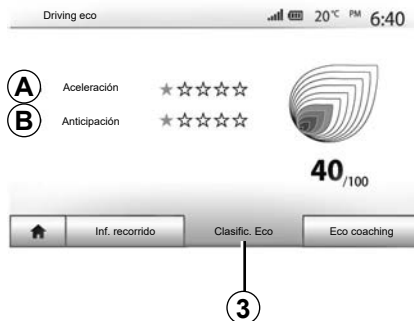 Driving eco 20°C PM 6:40
A Aceleración
B Anticipación
40/100
Inf. recorrido Clasific. Eco Eco coaching
3